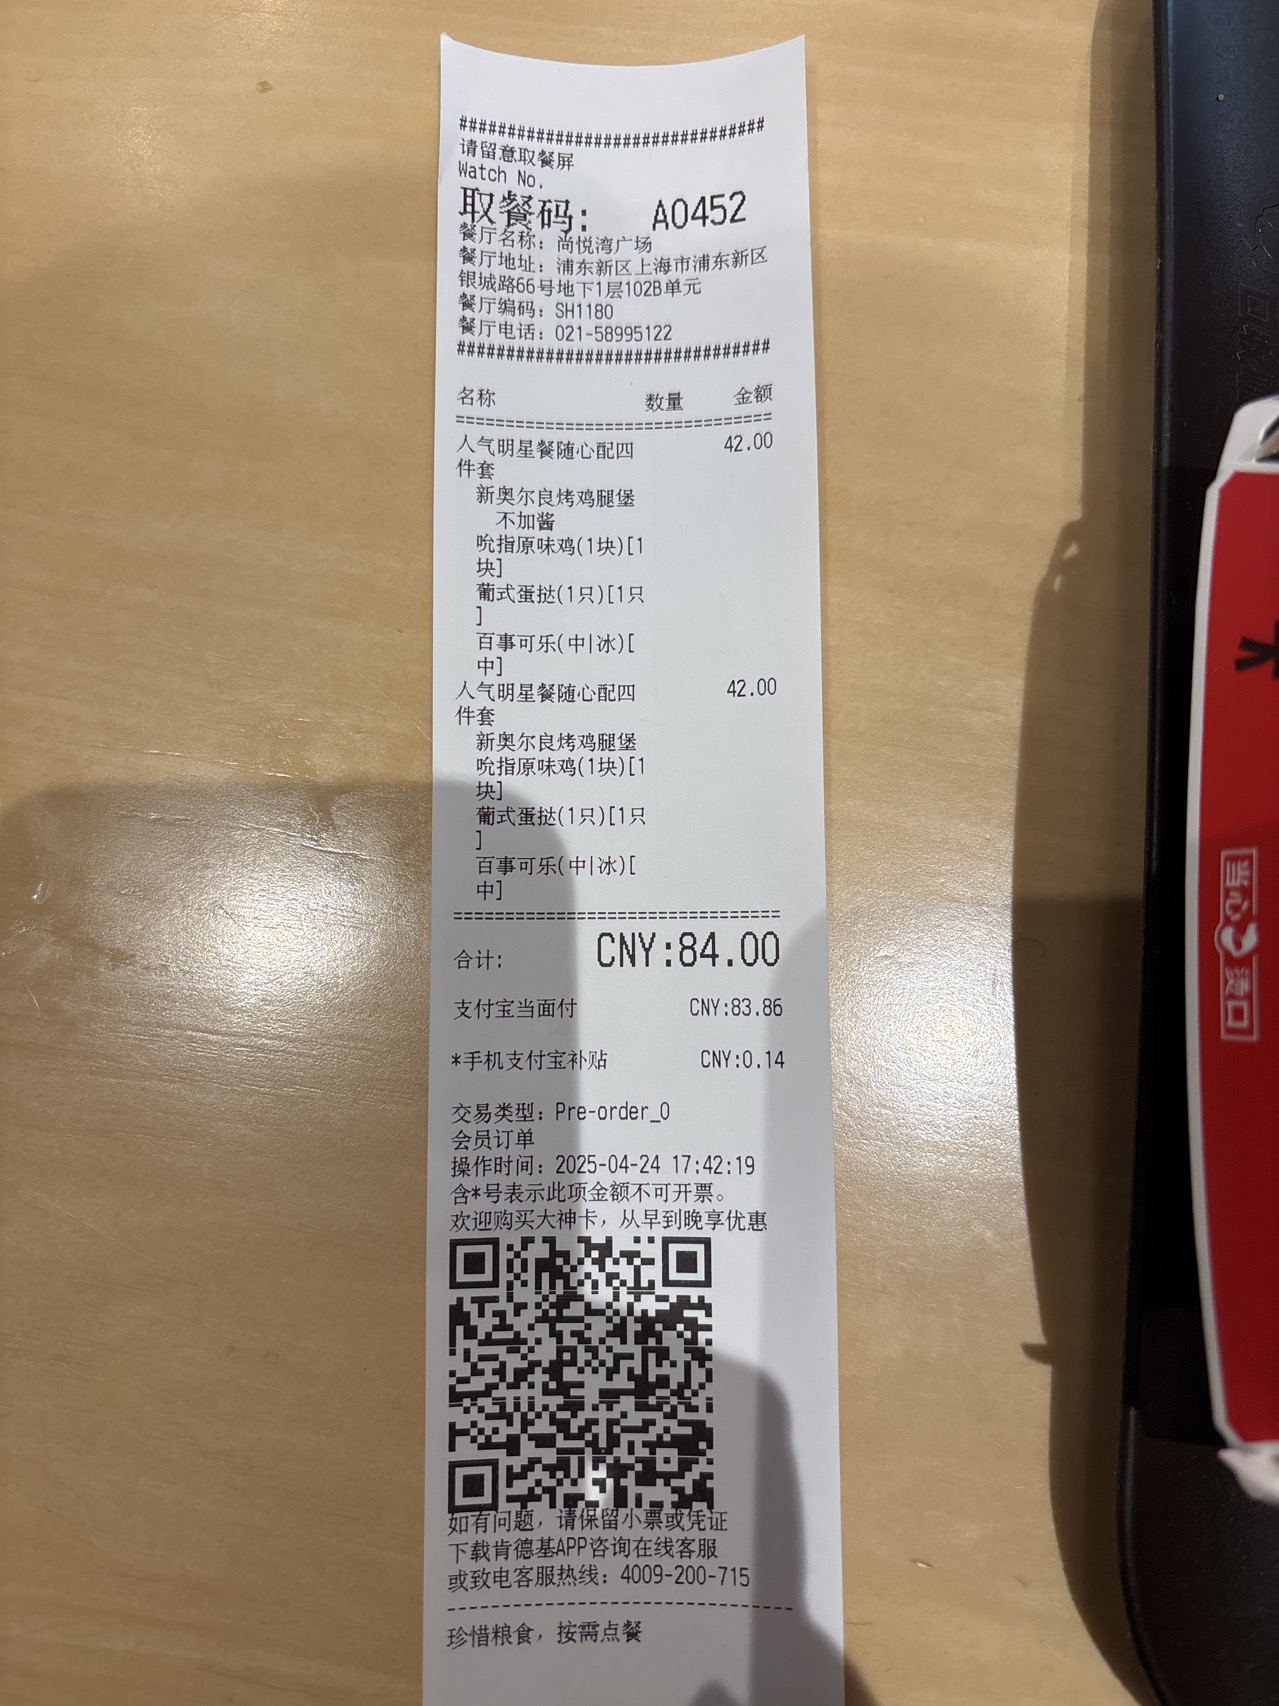 ###############################
请留意取餐屏
Watch No.
取餐码: A0452
餐厅名称: 尚悦湾广场
餐厅地址: 浦东新区上海市浦东新区
银城路66号地下1层102B单元
餐厅编码: SH1180
餐厅电话: 021-58995122
################################
名称 数量 金额
================================
人气明星餐随心配四 42.00
件套
新奥尔良烤鸡腿堡
不加酱
吮指原味鸡(1块)[1
块]
葡式蛋挞(1只)[1只
]
百事可乐(中|冰)[
中]
人气明星餐随心配四 42.00
件套
新奥尔良烤鸡腿堡
吮指原味鸡(1块)[1
块]
葡式蛋挞(1只)[1只
]
百事可乐(中|冰)[
中]
================================
合计: CNY:84.00
支付宝当面付 CNY:83.86
*手机支付宝补贴 CNY:0.14
交易类型: Pre-order_0
会员订单
操作时间: 2025-04-24 17:42:19
含*号表示此项金额不可开票。
欢迎购买大神卡, 从早到晚享优惠
如有问题, 请保留小票或凭证
下载肯德基APP咨询在线客服
或致电客服热线: 4009-200-715
--------------------------------
珍惜粮食, 按需点餐
当心烫口